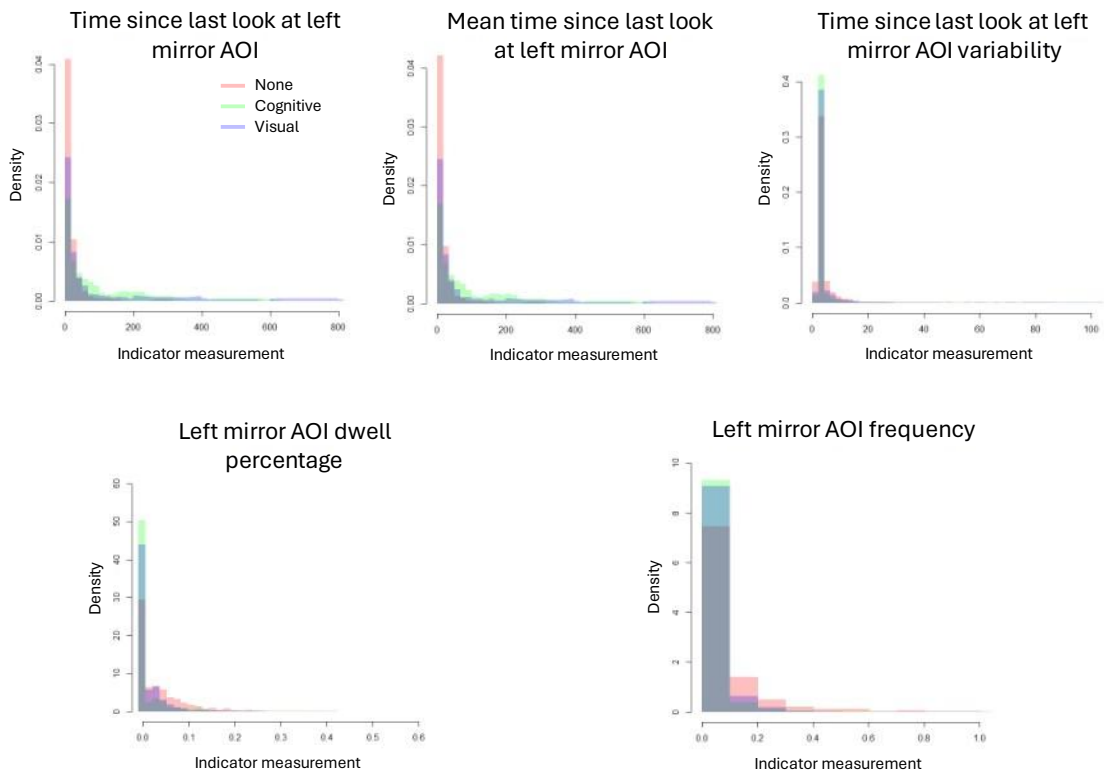 Time since last look at left
mirror AOI
Mean time since last look
at left mirror AOI
Time since last look at left
mirror AOI variability
None
Cognitive
Visual
Density
0.00 0.01 0.02 0.03 0.04
0 200 400 600 800
Indicator measurement
Density
0.00 0.01 0.02 0.03 0.04
0 200 400 600 800
Indicator measurement
Density
0.0 0.1 0.2 0.3 0.4
0 20 40 60 80 100
Indicator measurement
Left mirror AOI dwell
percentage
Left mirror AOI frequency
Density
0 10 20 30 40 50 60
0.0 0.1 0.2 0.3 0.4 0.5 0.6
Indicator measurement
Density
0 2 4 6 8 10
0.0 0.2 0.4 0.6 0.8 1.0
Indicator measurement